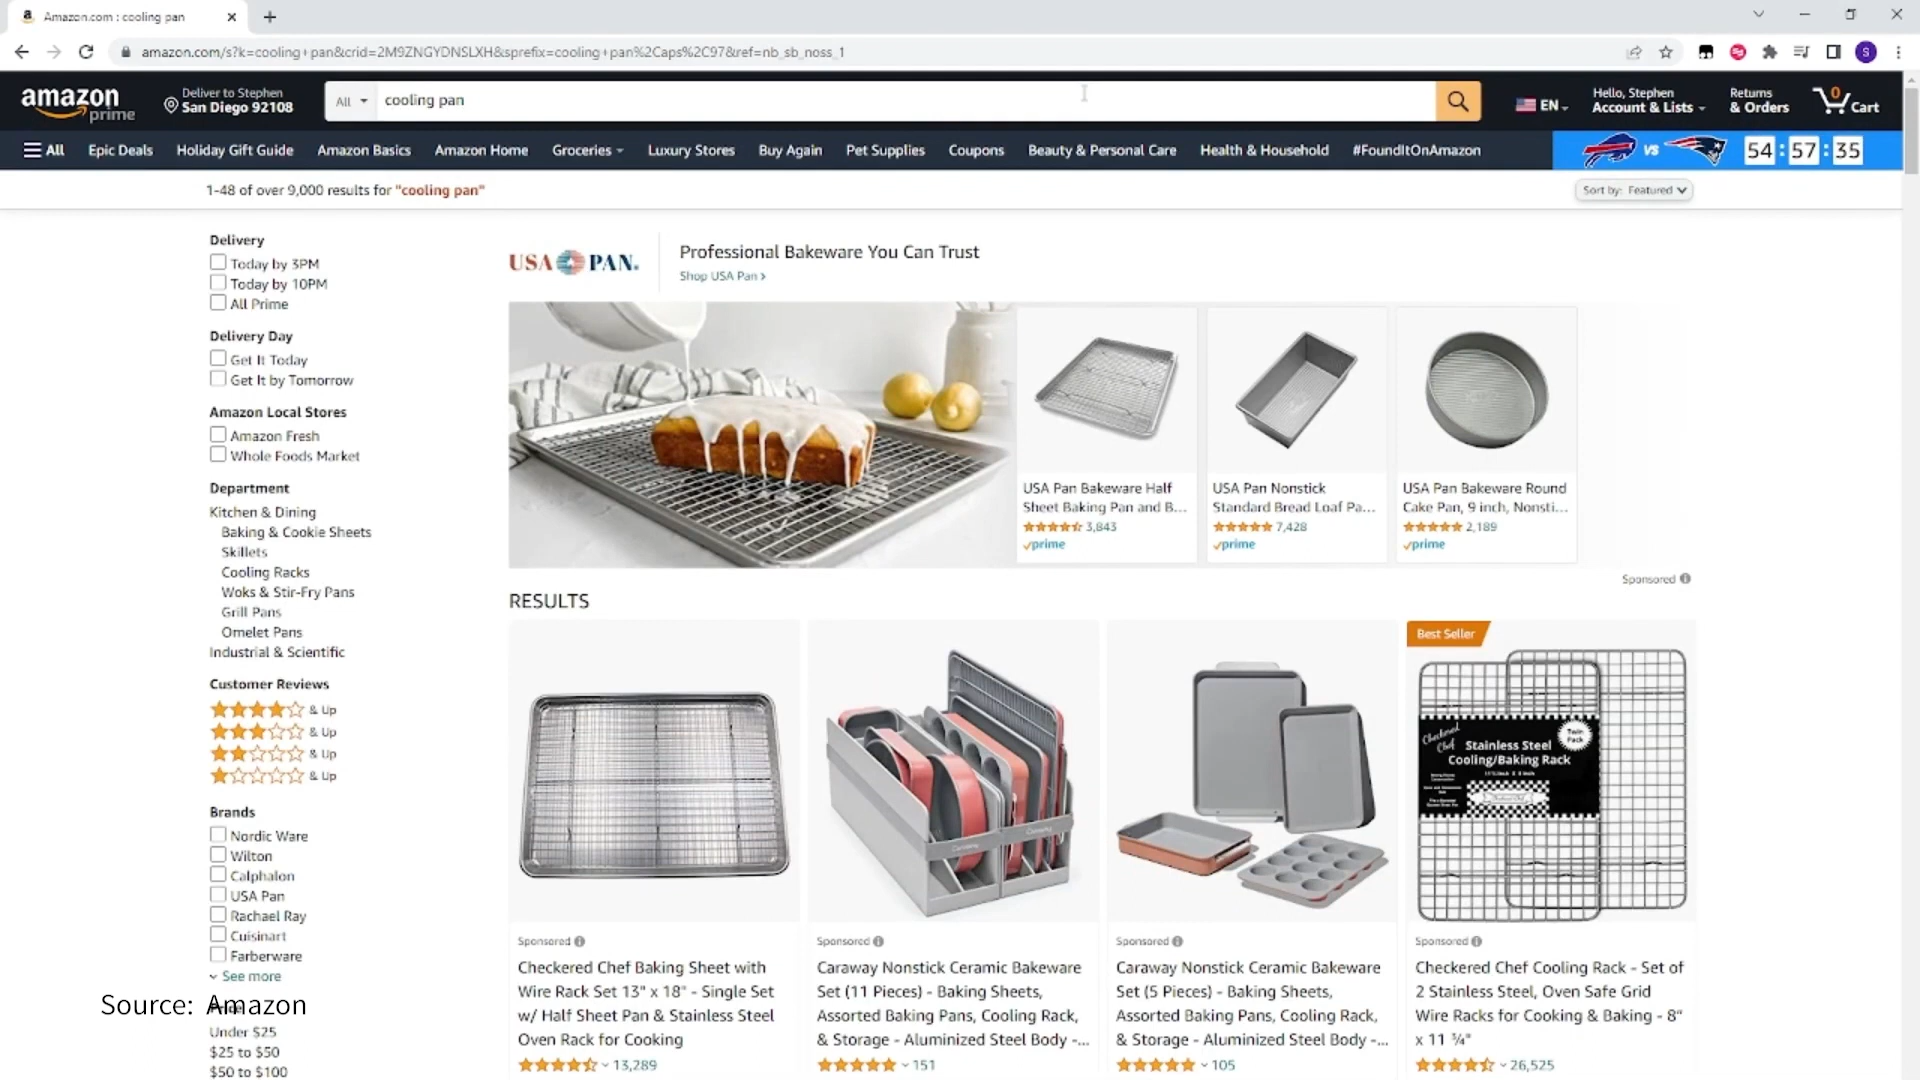 Amazon.com : cooling pan
amazon.com/s?k=cooling+pan&crid=2M9ZNGYDNSLXH&sprefix=cooling+pan%2Caps%2C97&ref=nb_sb_noss_1
S
amazon
prime
Deliver to Stephen
San Diego 92108
All
cooling pan
EN
Hello, Stephen
Account & Lists
Returns
& Orders
0
Cart
All
Epic Deals
Holiday Gift Guide
Amazon Basics
Amazon Home
Groceries
Luxury Stores
Buy Again
Pet Supplies
Coupons
Beauty & Personal Care
Health & Household
#FoundItOnAmazon
VS
54 : 57 : 35
1-48 of over 9,000 results for "cooling pan"
Sort by: Featured
Delivery
Today by 3PM
Today by 10PM
All Prime
Delivery Day
Get It Today
Get It by Tomorrow
Amazon Local Stores
Amazon Fresh
Whole Foods Market
Department
Kitchen & Dining
Baking & Cookie Sheets
Skillets
Cooling Racks
Woks & Stir-Fry Pans
Grill Pans
Omelet Pans
Industrial & Scientific
Customer Reviews
& Up
& Up
& Up
& Up
Brands
Nordic Ware
Wilton
Calphalon
USA Pan
Rachael Ray
Cuisinart
Farberware
See more
Source: Amazon
Under $25
$25 to $50
$50 to $100
USA PAN.
Professional Bakeware You Can Trust
Shop USA Pan ›
USA Pan Bakeware Half
Sheet Baking Pan and B...
3,843
prime
USA Pan Nonstick
Standard Bread Loaf Pa...
7,428
prime
USA Pan Bakeware Round
Cake Pan, 9 inch, Nonsti...
2,189
prime
Sponsored
RESULTS
Sponsored
Checkered Chef Baking Sheet with
Wire Rack Set 13" x 18" - Single Set
w/ Half Sheet Pan & Stainless Steel
Oven Rack for Cooking
13,289
Sponsored
Caraway Nonstick Ceramic Bakeware
Set (11 Pieces) - Baking Sheets,
Assorted Baking Pans, Cooling Rack,
& Storage - Aluminized Steel Body -...
151
Sponsored
Caraway Nonstick Ceramic Bakeware
Set (5 Pieces) - Baking Sheets,
Assorted Baking Pans, Cooling Rack,
& Storage - Aluminized Steel Body -...
105
Best Seller
Checkered
Chef
Twin
Pack
Stainless Steel
Cooling/Baking Rack
Sponsored
Checkered Chef Cooling Rack - Set of
2 Stainless Steel, Oven Safe Grid
Wire Racks for Cooking & Baking - 8"
x 11 ¾"
26,525